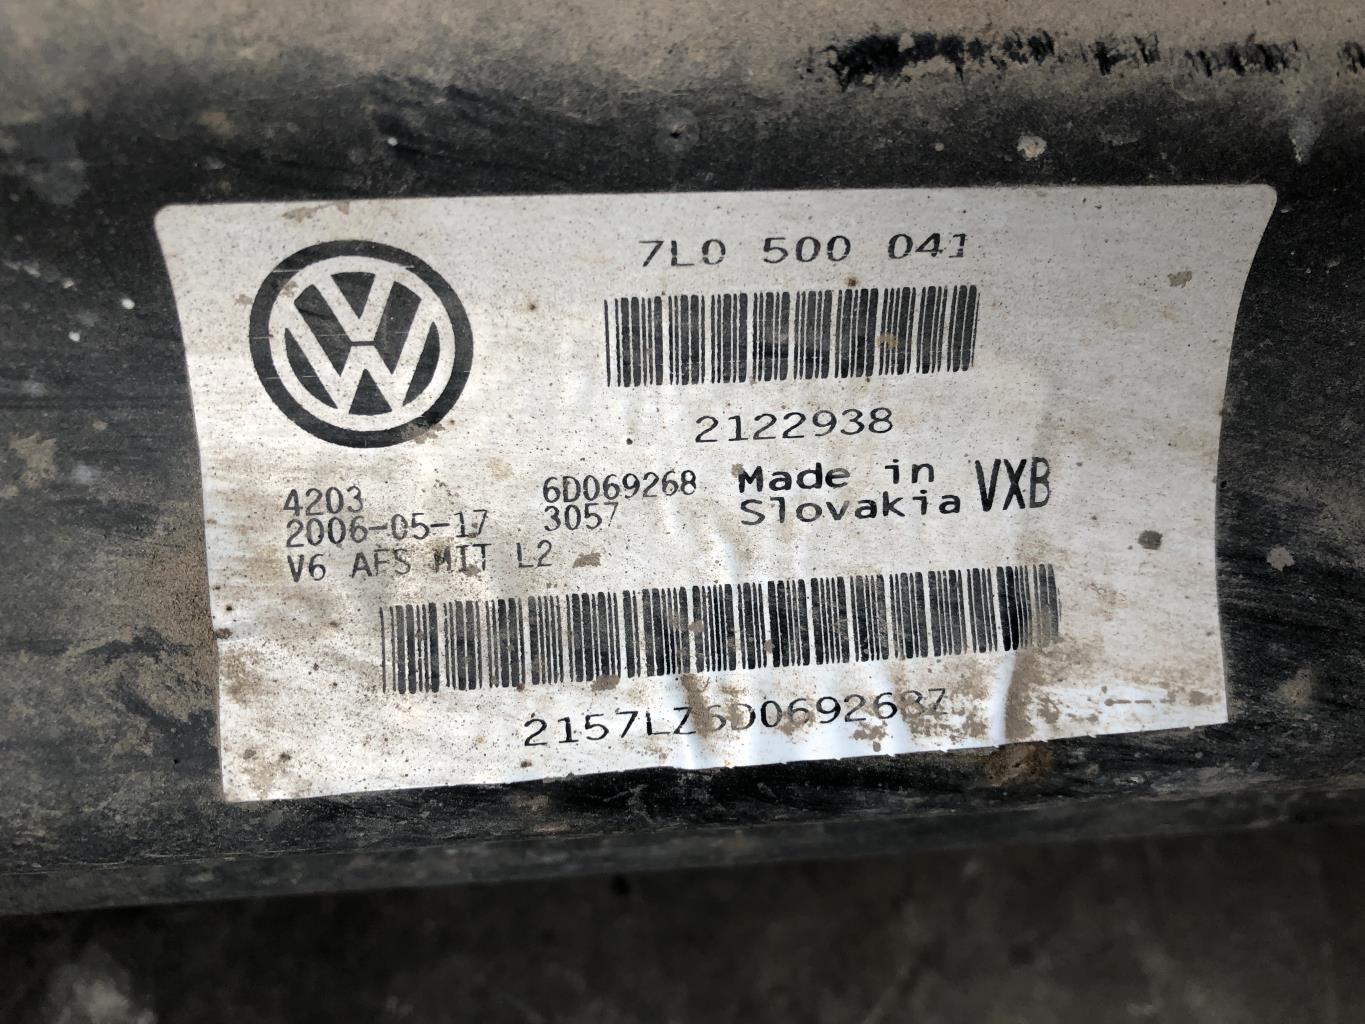 7L0 500 041
2122938
4203 6D069268 Made in VXB
2006-05-17 3057 Slovakia
V6 AFS MIT L2
2157LZ6D0692687